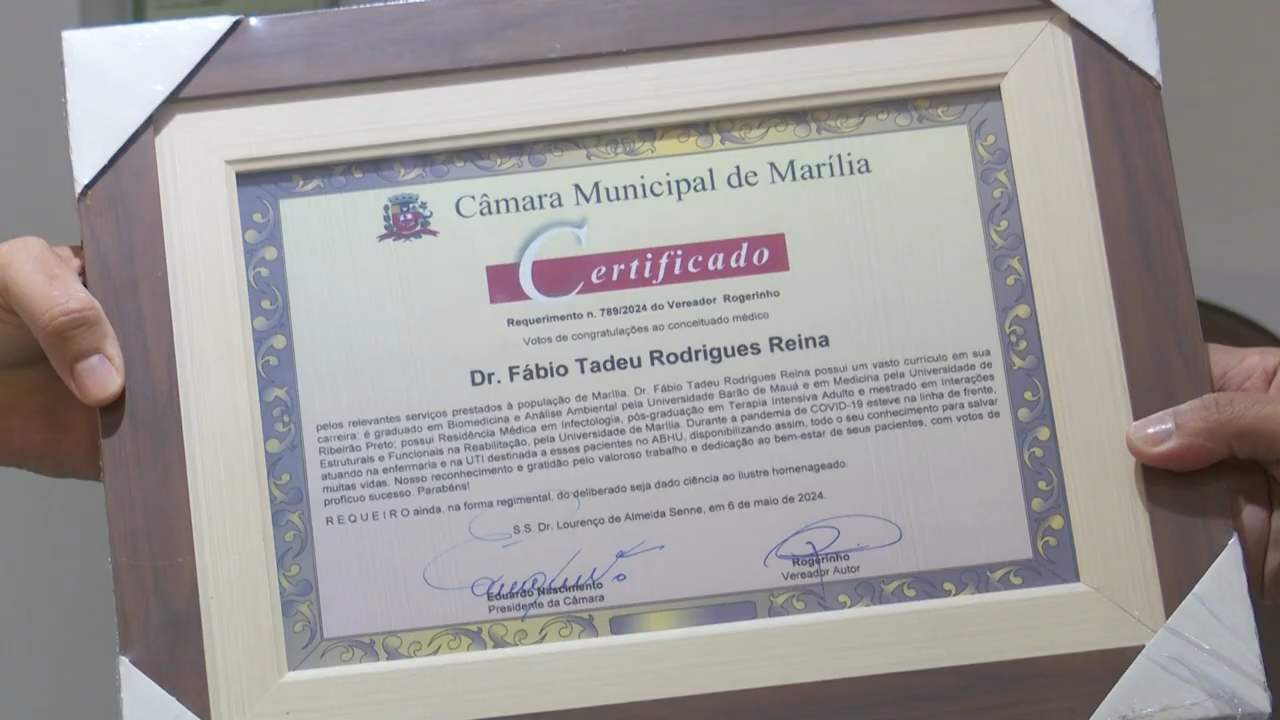 Câmara Municipal de Marília
Certificado
Requerimento n. 789/2024 do Vereador Rogerinho
Votos de congratulações ao conceituado médico
Dr. Fábio Tadeu Rodrigues Reina
pelos relevantes serviços prestados à população de Marília. Dr. Fábio Tadeu Rodrigues Reina possui um vasto currículo em sua
carreira: é graduado em Biomedicina e Análise Ambiental pela Universidade Barão de Mauá e em Medicina pela Universidade de
Ribeirão Preto, possui Residência Médica em Infectologia, pós-graduação em Terapia Intensiva Adulto e mestrado em Interações
Estruturais e Funcionais na Reabilitação, pela Universidade de Marília. Durante a pandemia de COVID-19 esteve na linha de frente,
atuando na enfermaria e na UTI destinada a esses pacientes no ABHU, disponibilizando assim, todo o seu conhecimento para salvar
muitas vidas. Nosso reconhecimento e gratidão pelo valoroso trabalho e dedicação ao bem-estar de seus pacientes, com votos de
profícuo sucesso. Parabéns!
R E Q U E I R O ainda, na forma regimental, do deliberado seja dado ciência ao ilustre homenageado.
S.S. Dr. Lourenço de Almeida Senne, em 6 de maio de 2024.
Eduardo Nascimento
Presidente da Câmara
Rogerinho
Vereador Autor